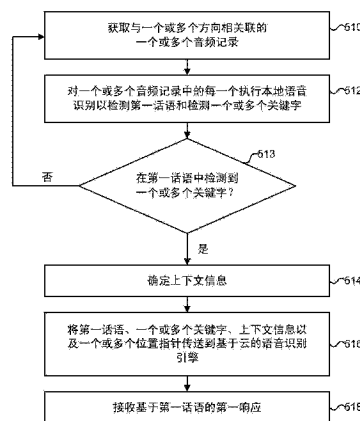 获取与一个或多个方向相关联的
一个或多个音频记录
510
对一个或多个音频记录中的每一个执行本地语音
识别以检测第一话语和检测一个或多个关键字
512
513
在第一话语中检测到
一个或多个关键字？
否
是
确定上下文信息
514
将第一话语、一个或多个关键字、上下文信息以
及一个或多个位置指针传送到基于云的语音识别
引擎
516
接收基于第一话语的第一响应
518